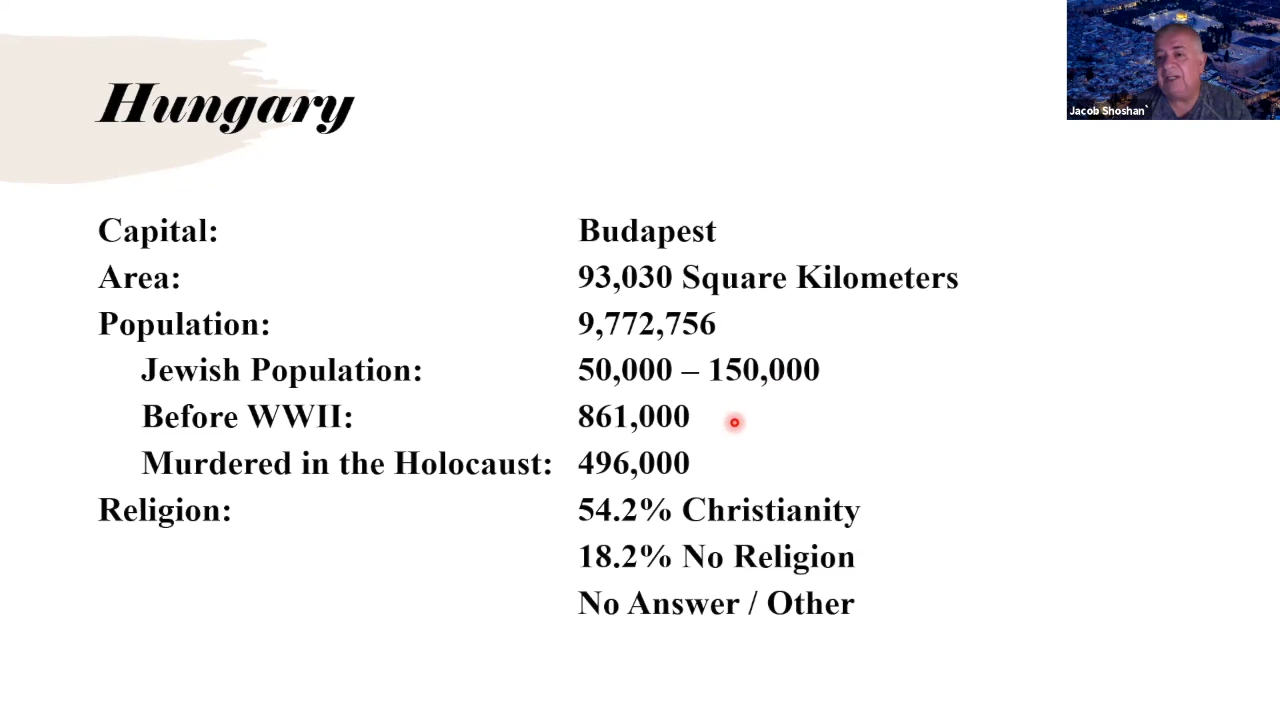 Hungary
Jacob Shoshan`
Capital: Budapest
Area: 93,030 Square Kilometers
Population: 9,772,756
Jewish Population: 50,000 – 150,000
Before WWII: 861,000
Murdered in the Holocaust: 496,000
Religion: 54.2% Christianity
18.2% No Religion
No Answer / Other